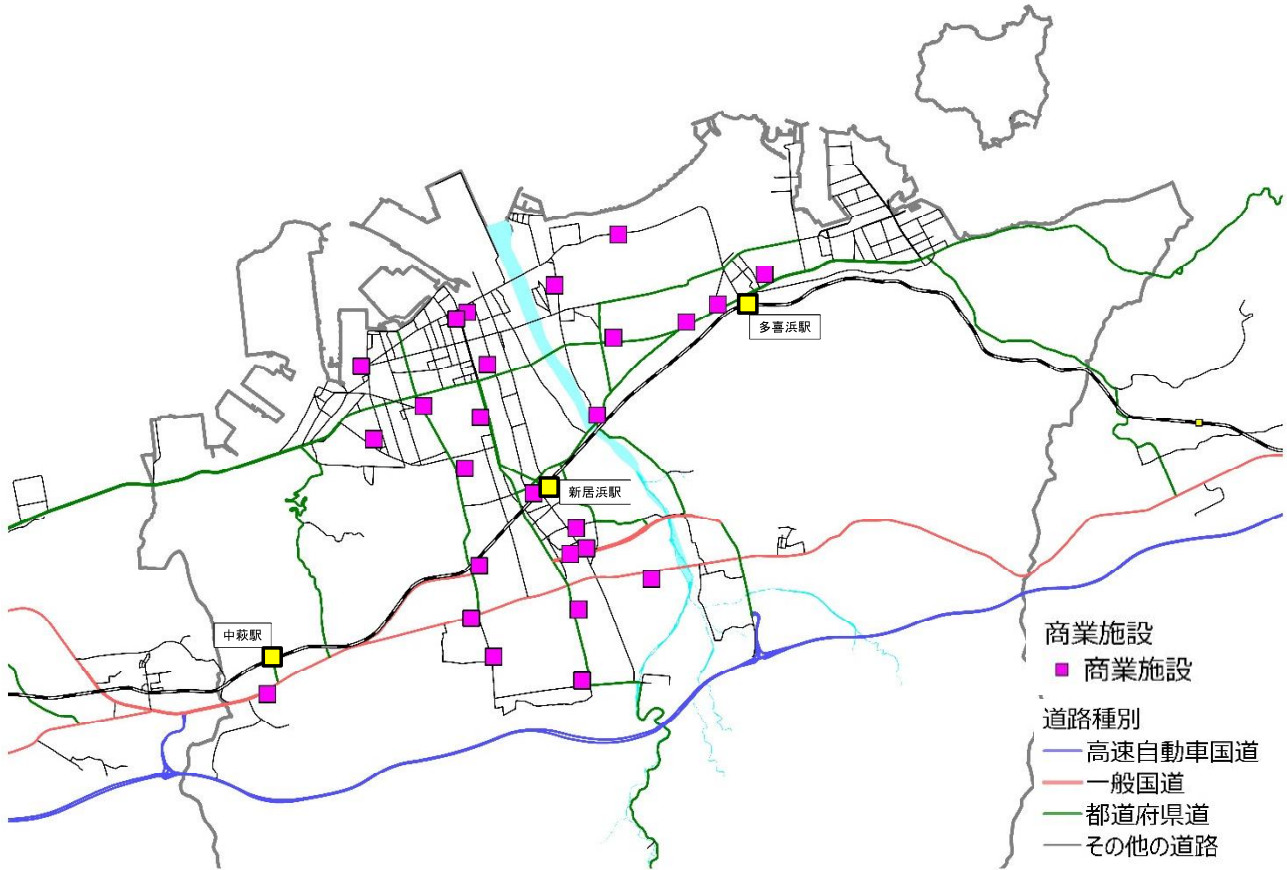 多喜浜駅
新居浜駅
中萩駅
商業施設
商業施設
道路種別
高速自動車国道
一般国道
都道府県道
その他の道路